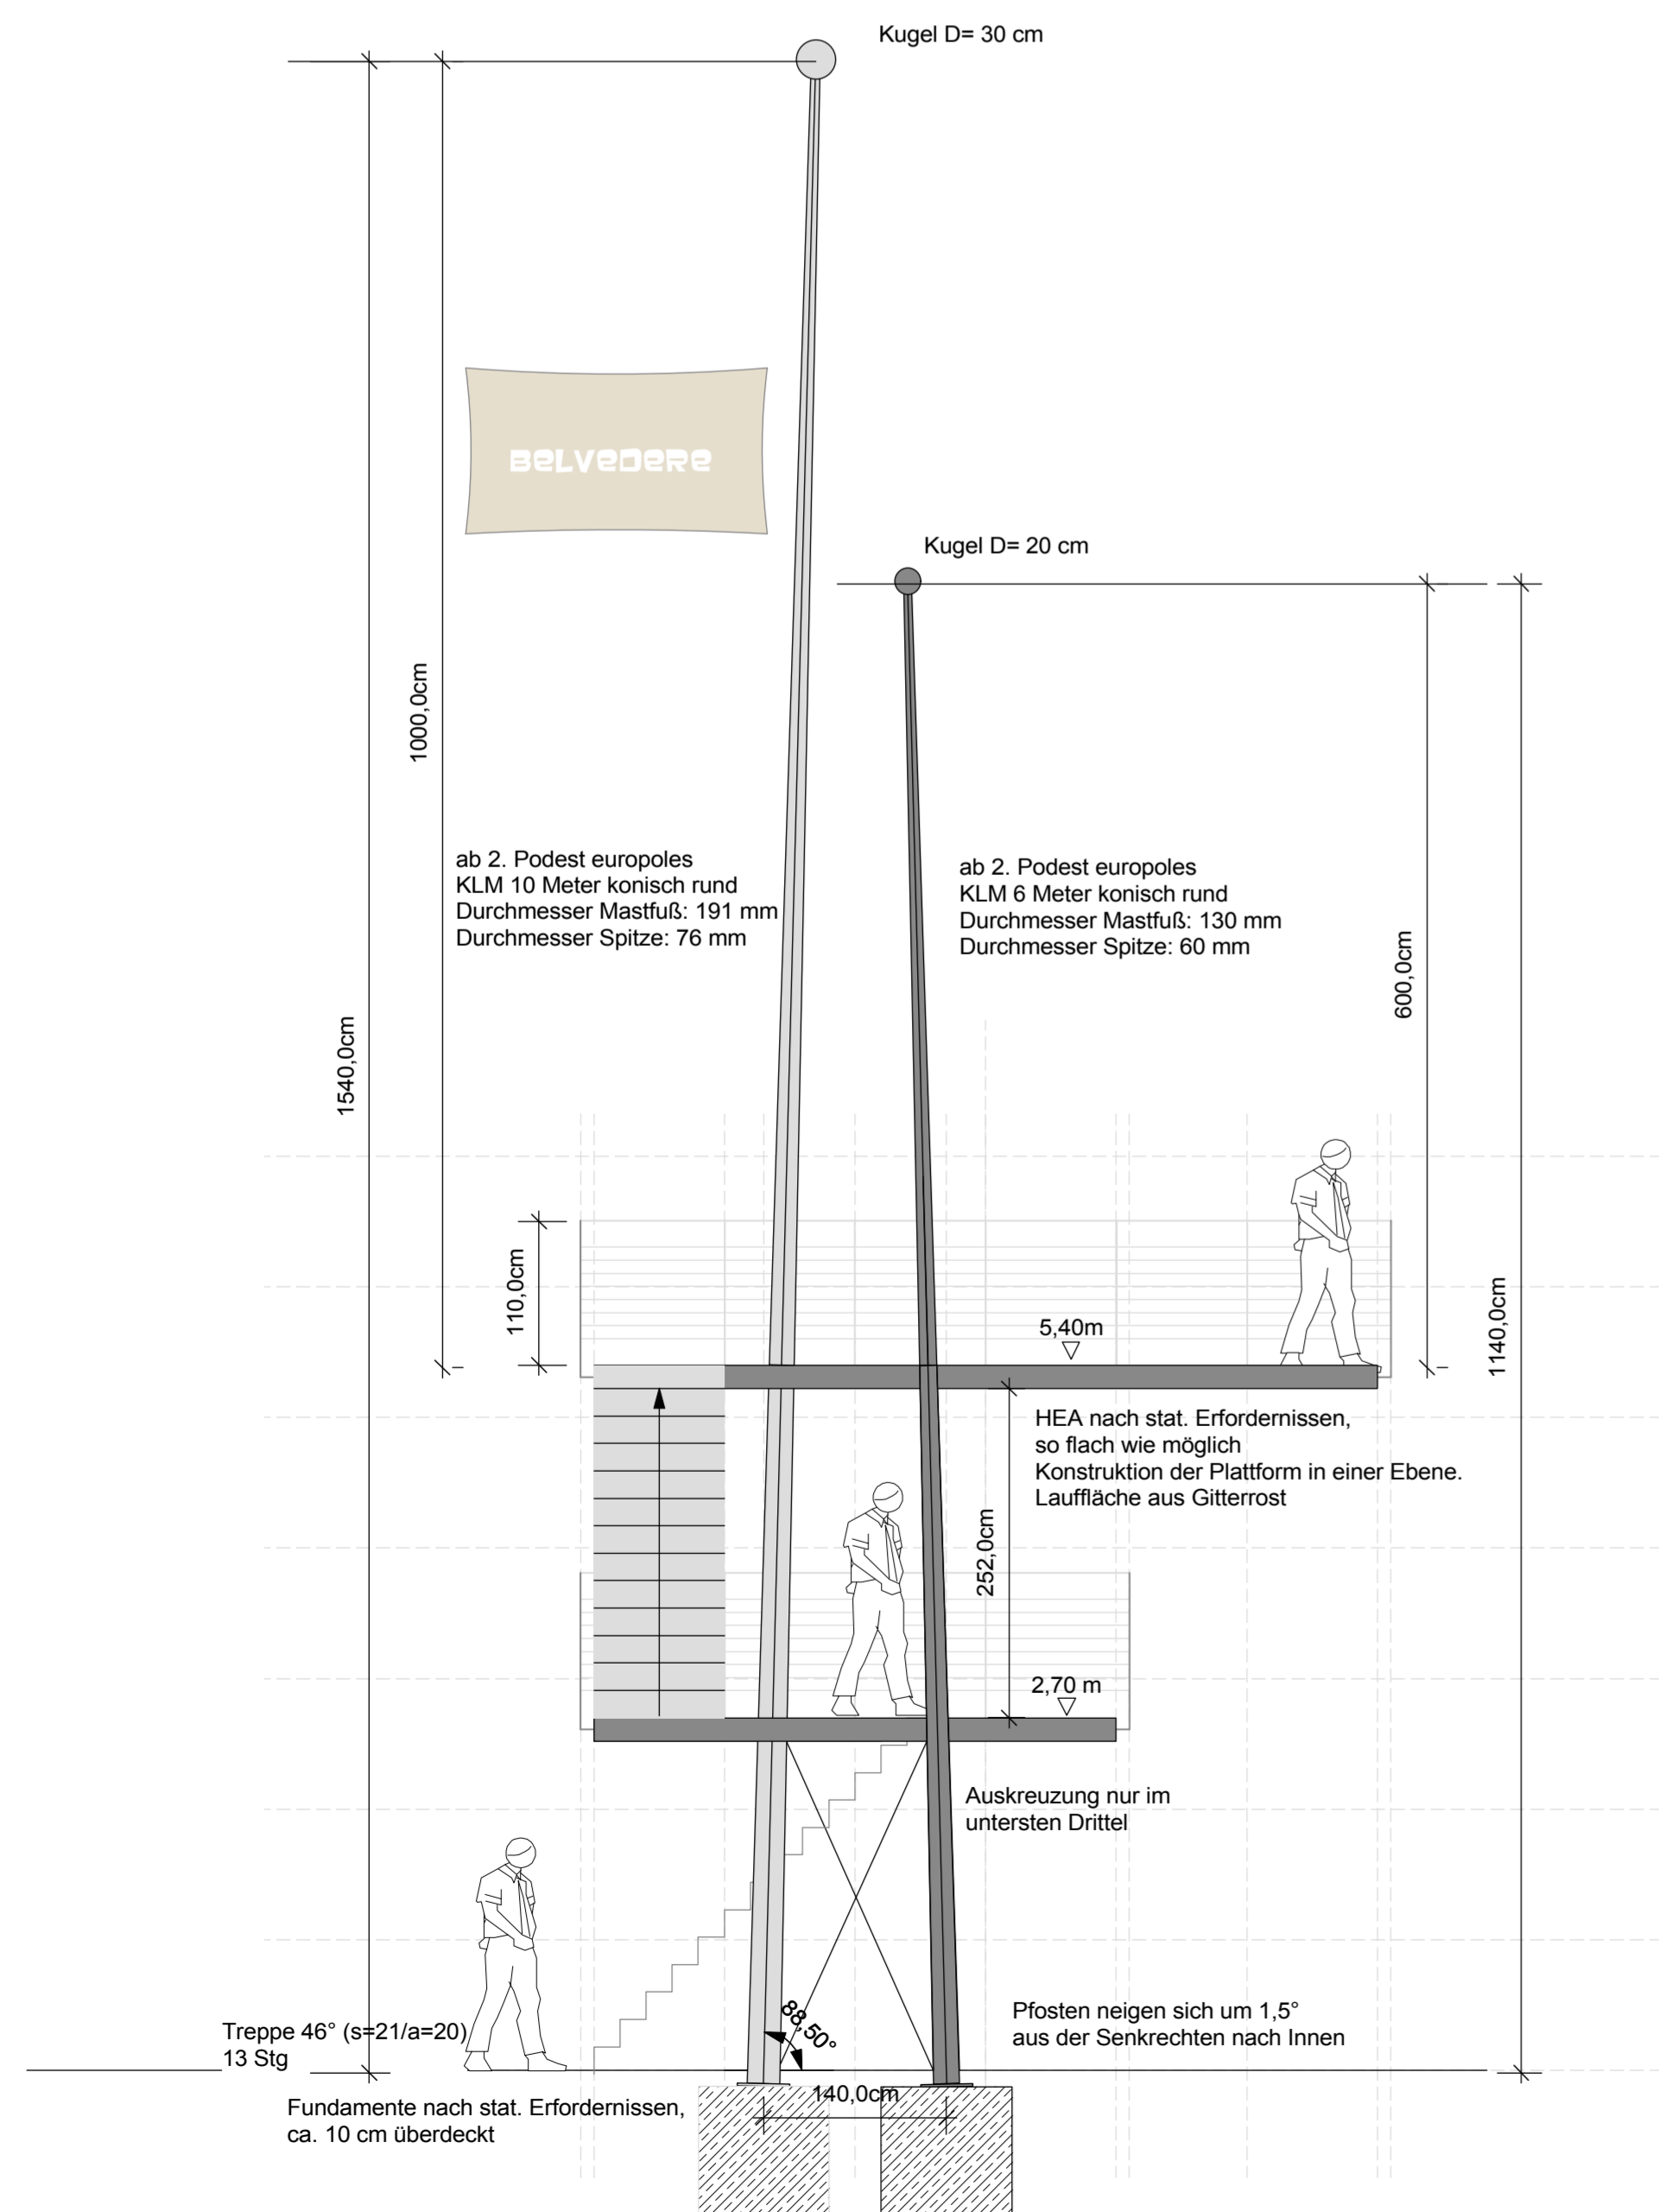 Kugel D= 30 cm
BELVEDERE
Kugel D= 20 cm
1000,0cm
ab 2. Podest europoles
KLM 10 Meter konisch rund
Durchmesser Mastfuß: 191 mm
Durchmesser Spitze: 76 mm
ab 2. Podest europoles
KLM 6 Meter konisch rund
Durchmesser Mastfuß: 130 mm
Durchmesser Spitze: 60 mm
600,0cm
1540,0cm
110,0cm
5,40m
1140,0cm
HEA nach stat. Erfordernissen,
so flach wie möglich
Konstruktion der Plattform in einer Ebene.
Lauffläche aus Gitterrost
252,0cm
2,70 m
Auskreuzung nur im
untersten Drittel
88,50°
Pfosten neigen sich um 1,5°
aus der Senkrechten nach Innen
Treppe 46° (s=21/a=20)
13 Stg
140,0cm
Fundamente nach stat. Erfordernissen,
ca. 10 cm überdeckt